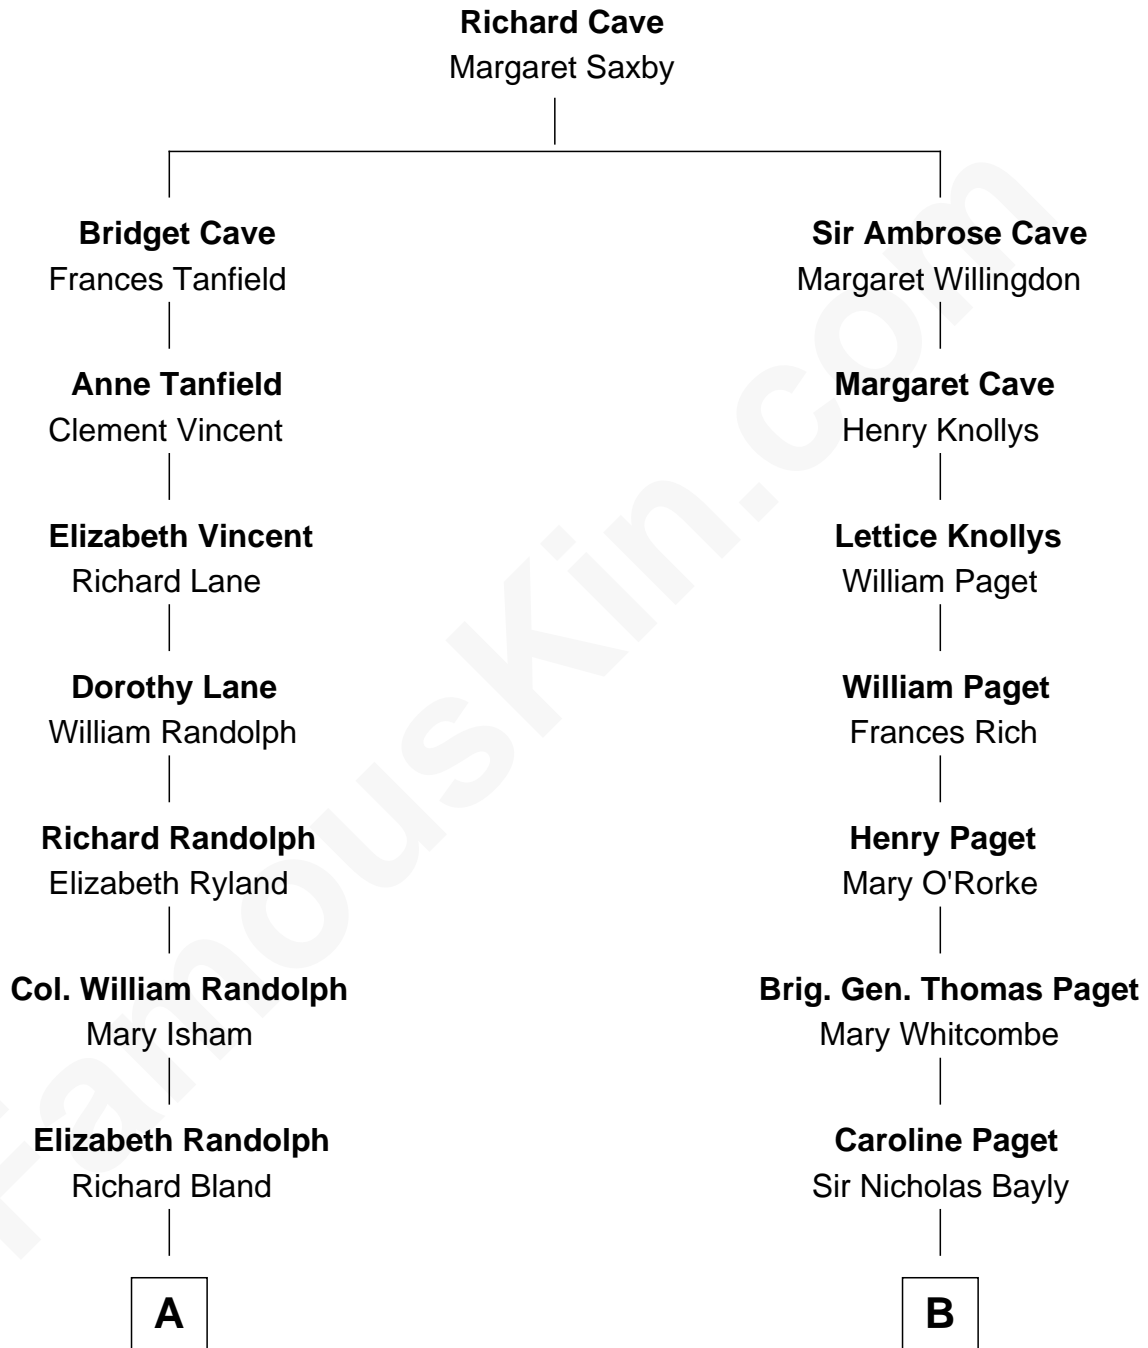 Richard Cave
Margaret Saxby
Bridget Cave
Frances Tanfield
Sir Ambrose Cave
Margaret Willingdon
Anne Tanfield
Clement Vincent
Margaret Cave
Henry Knollys
Elizabeth Vincent
Richard Lane
Lettice Knollys
William Paget
Dorothy Lane
William Randolph
William Paget
Frances Rich
Richard Randolph
Elizabeth Ryland
Henry Paget
Mary O'Rorke
Col. William Randolph
Mary Isham
Brig. Gen. Thomas Paget
Mary Whitcombe
Elizabeth Randolph
Richard Bland
Caroline Paget
Sir Nicholas Bayly
A
B
FamousKin.com